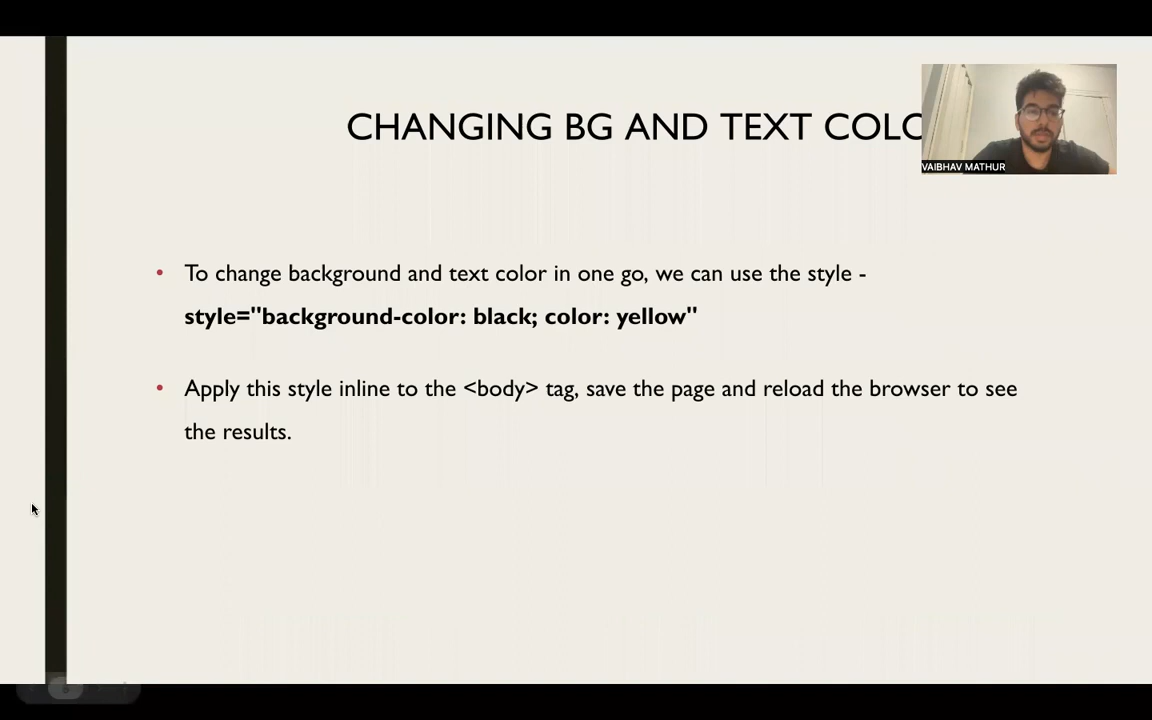 CHANGING BG AND TEXT COLO
VAIBHAV MATHUR
• To change background and text color in one go, we can use the style -
style="background-color: black; color: yellow"
• Apply this style inline to the <body> tag, save the page and reload the browser to see
the results.